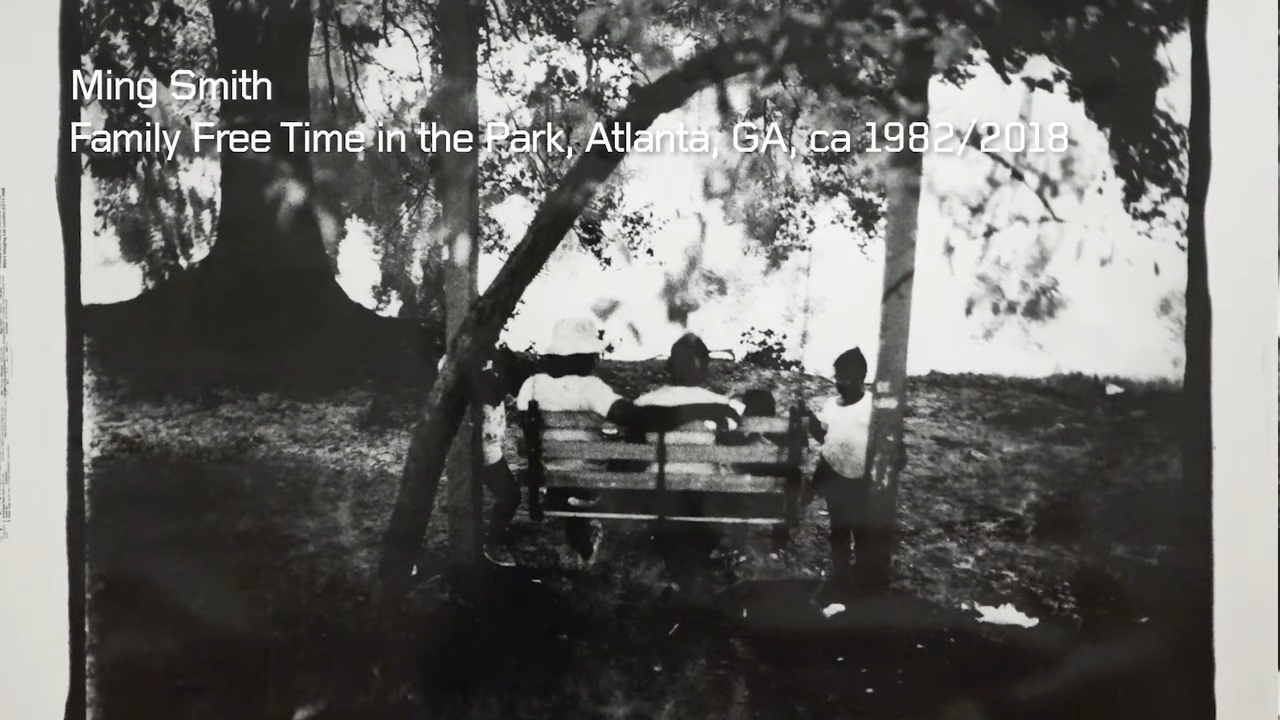 Ming Smith
Family Free Time in the Park, Atlanta, GA, ca 1982/2018